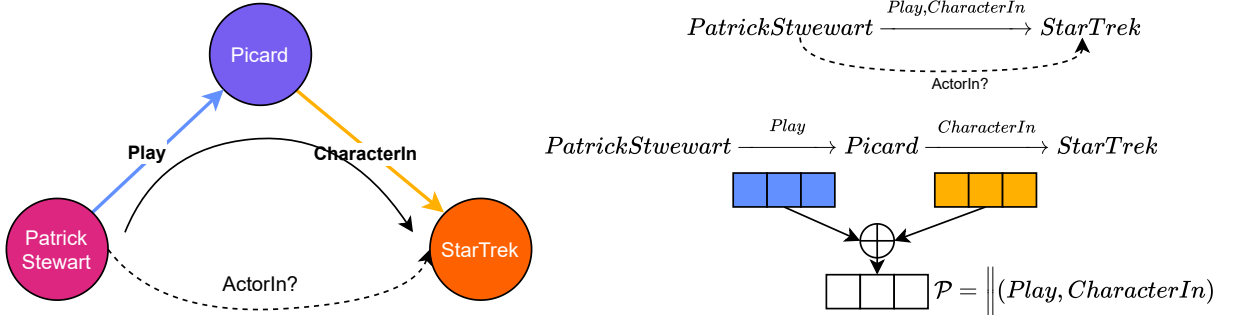 Picard
Play
CharacterIn
Patrick
Stewart
StarTrek
ActorIn?
Play,CharacterIn
PatrickStwewart StarTrek
ActorIn?
Play CharacterIn
PatrickStwewart Picard StarTrek
𝒫 = ∥(Play, CharacterIn)